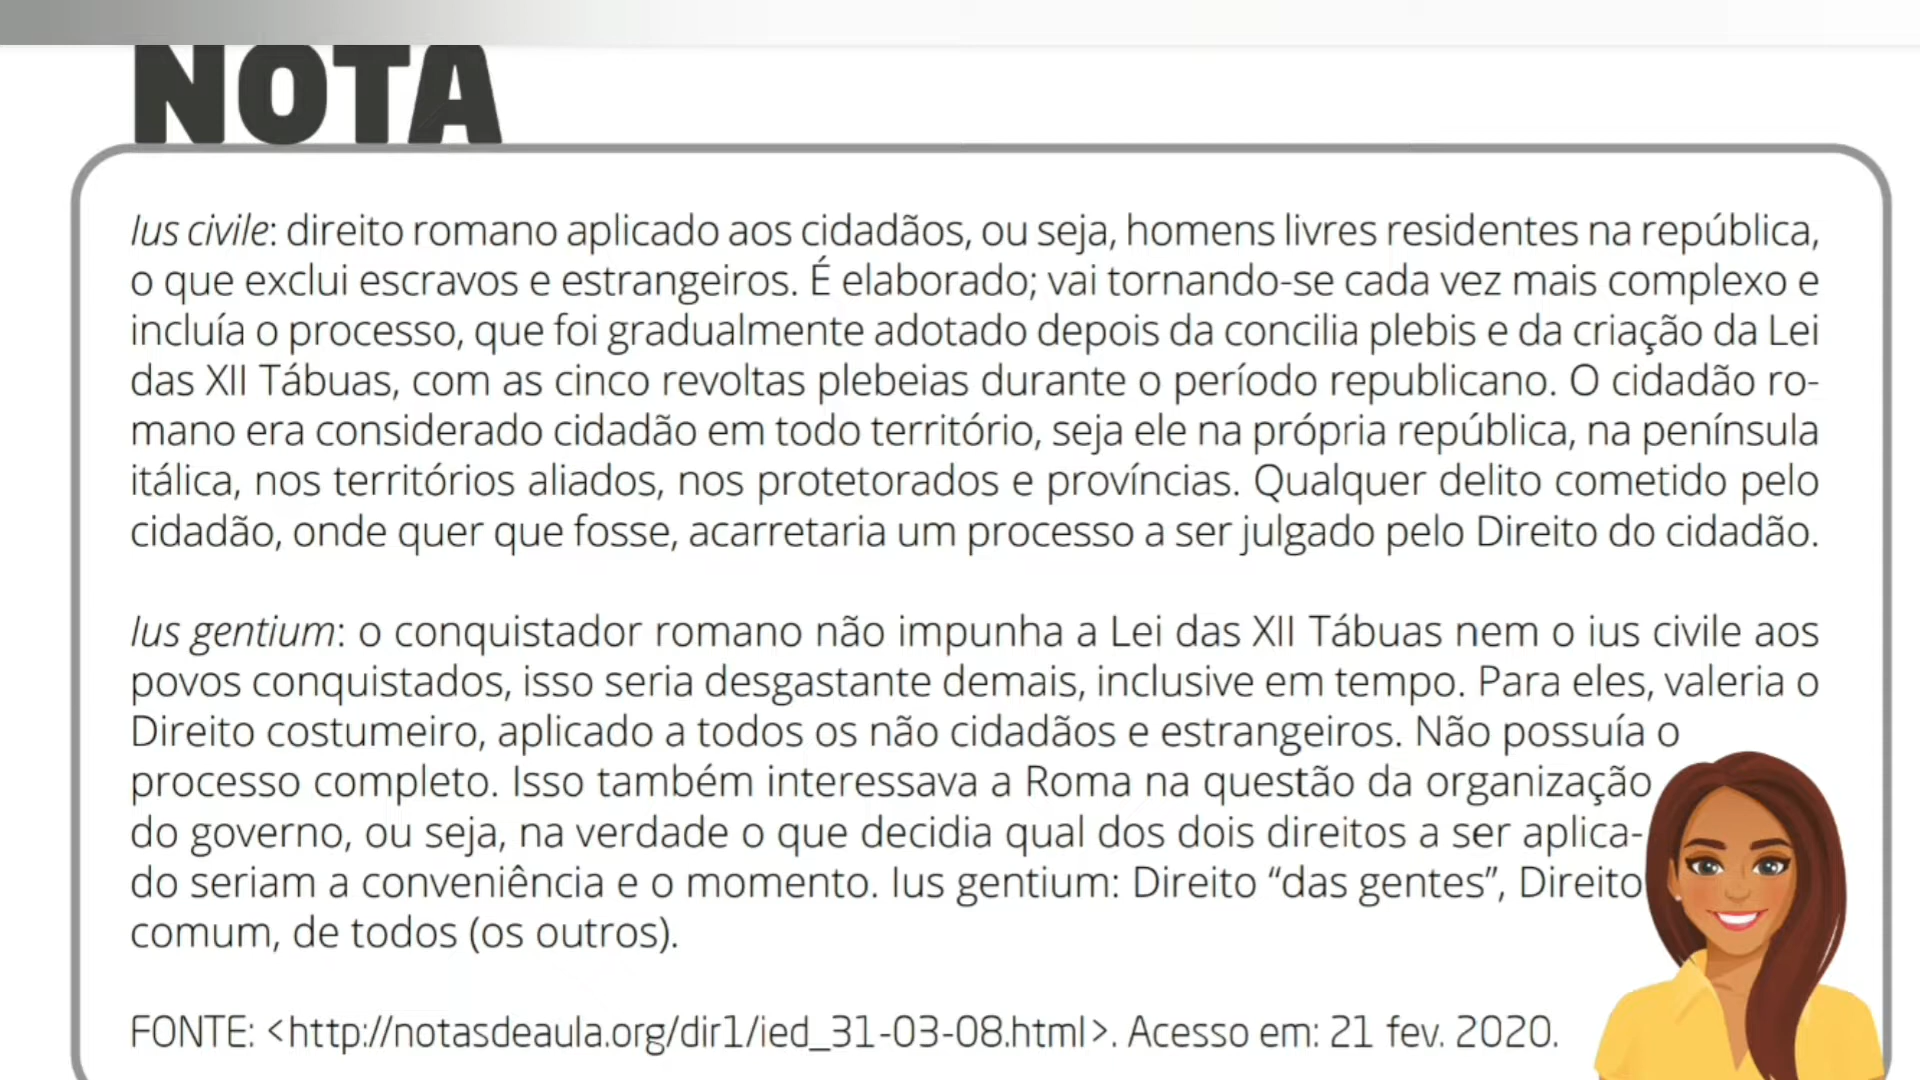 NOTA
Ius civile: direito romano aplicado aos cidadãos, ou seja, homens livres residentes na república,
o que exclui escravos e estrangeiros. É elaborado; vai tornando-se cada vez mais complexo e
incluía o processo, que foi gradualmente adotado depois da concilia plebis e da criação da Lei
das XII Tábuas, com as cinco revoltas plebeias durante o período republicano. O cidadão ro-
mano era considerado cidadão em todo território, seja ele na própria república, na península
itálica, nos territórios aliados, nos protetorados e províncias. Qualquer delito cometido pelo
cidadão, onde quer que fosse, acarretaria um processo a ser julgado pelo Direito do cidadão.
Ius gentium: o conquistador romano não impunha a Lei das XII Tábuas nem o ius civile aos
povos conquistados, isso seria desgastante demais, inclusive em tempo. Para eles, valeria o
Direito costumeiro, aplicado a todos os não cidadãos e estrangeiros. Não possuía o
processo completo. Isso também interessava a Roma na questão da organização
do governo, ou seja, na verdade o que decidia qual dos dois direitos a ser aplica-
do seriam a conveniência e o momento. Ius gentium: Direito “das gentes”, Direito
comum, de todos (os outros).
FONTE: <http://notasdeaula.org/dir1/ied_31-03-08.html>. Acesso em: 21 fev. 2020.